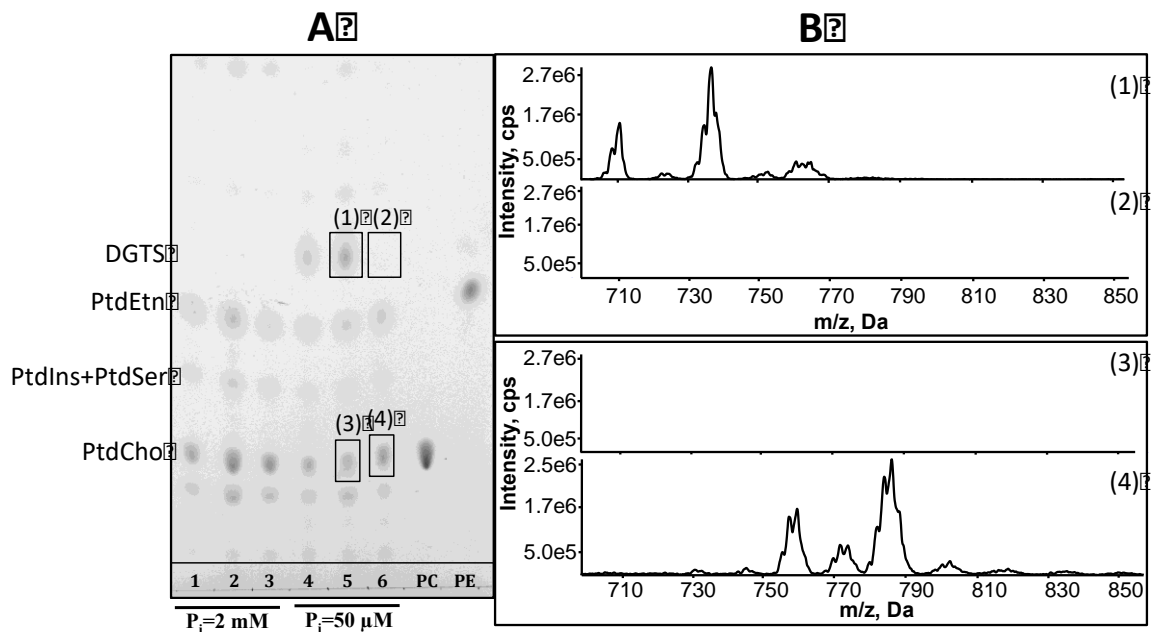 A⍰
B⍰
DGTS⍰
PtdEtn⍰
PtdIns+PtdSer⍰
PtdCho⍰
(1)⍰ (2)⍰
(3)⍰ (4)⍰
1 2 3 4 5 6 PC PE
Pi=2 mM Pi=50 µM
Intensity, cps
2.7e6
1.7e6
5.0e5
(1)⍰
2.7e6
1.7e6
5.0e5
(2)⍰
710 730 750 770 790 810 830 850
m/z, Da
Intensity, cps
2.7e6
1.7e6
5.0e5
(3)⍰
2.5e6
1.7e6
5.0e5
(4)⍰
710 730 750 770 790 810 830 850
m/z, Da